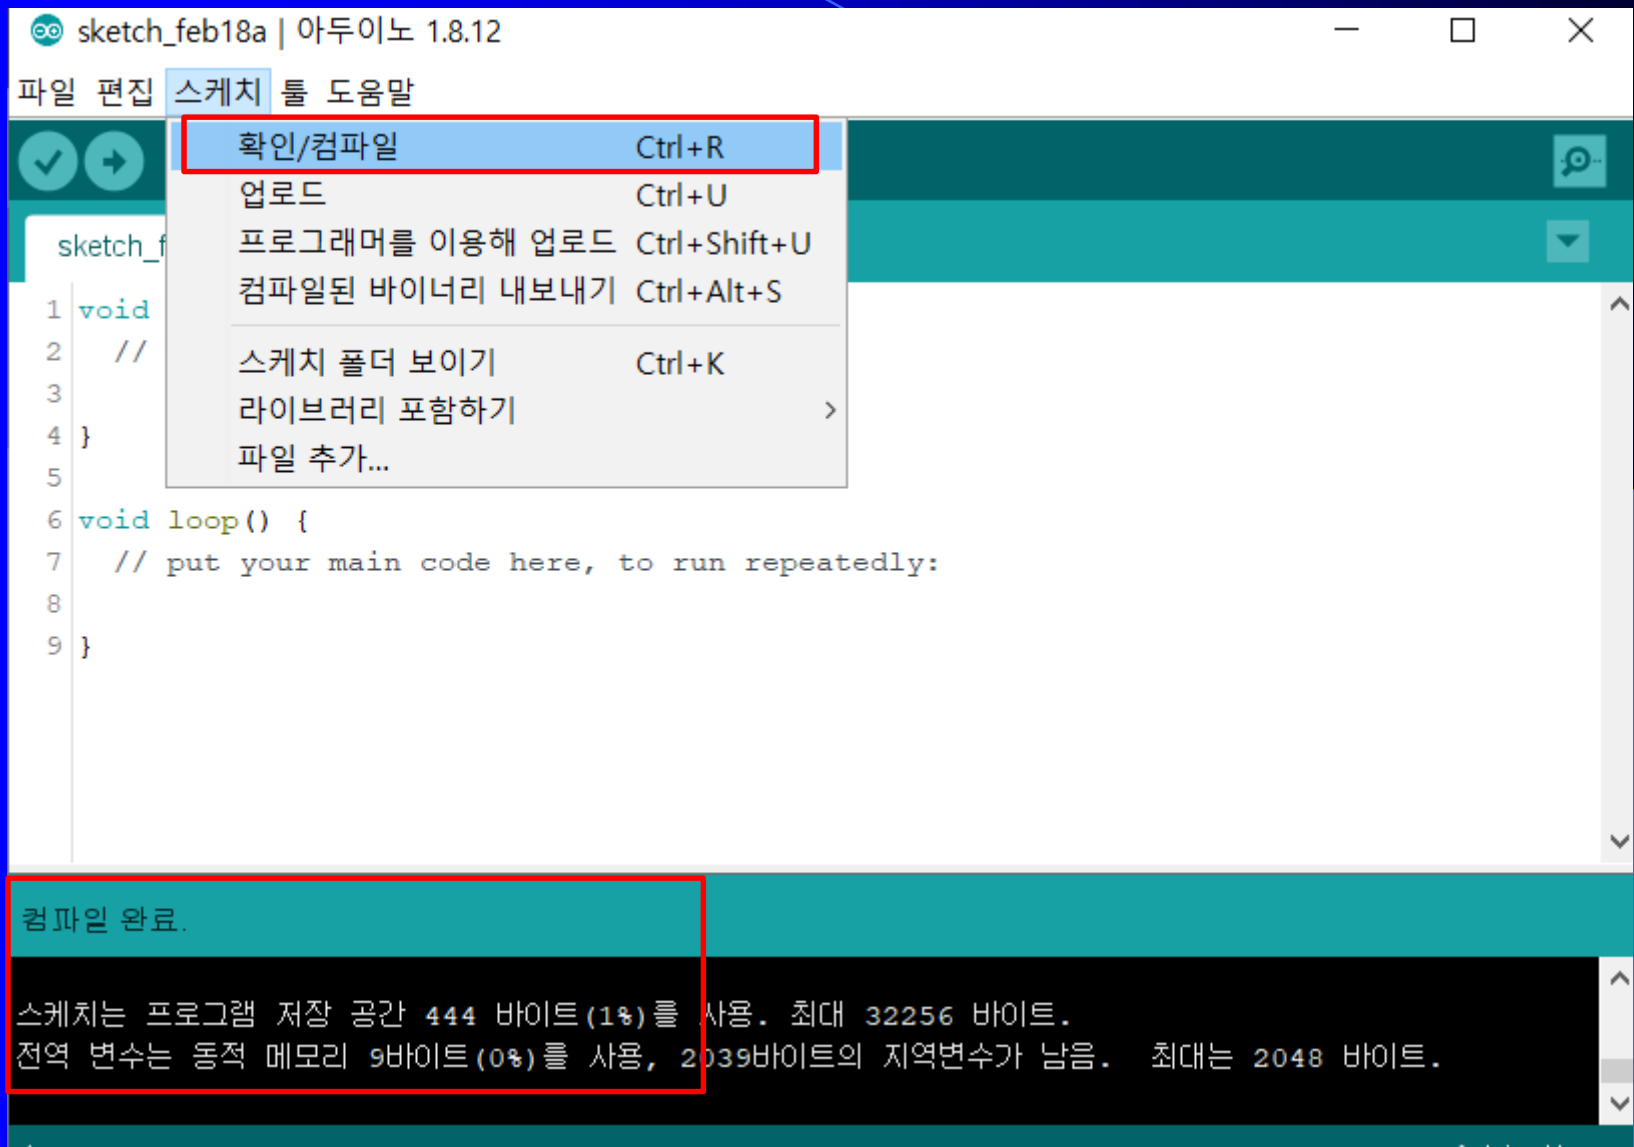 sketch_feb18a | 아두이노 1.8.12
파일 편집 스케치 툴 도움말
확인/컴파일 Ctrl+R
업로드 Ctrl+U
프로그래머를 이용해 업로드 Ctrl+Shift+U
컴파일된 바이너리 내보내기 Ctrl+Alt+S
스케치 폴더 보이기 Ctrl+K
라이브러리 포함하기
파일 추가...
1 void
2 //
3
4 }
5
6 void loop() {
7 // put your main code here, to run repeatedly:
8
9 }
컴파일 완료.
스케치는 프로그램 저장 공간 444 바이트(1%)를 사용. 최대 32256 바이트.
전역 변수는 동적 메모리 9바이트(0%)를 사용, 2039바이트의 지역변수가 남음. 최대는 2048 바이트.